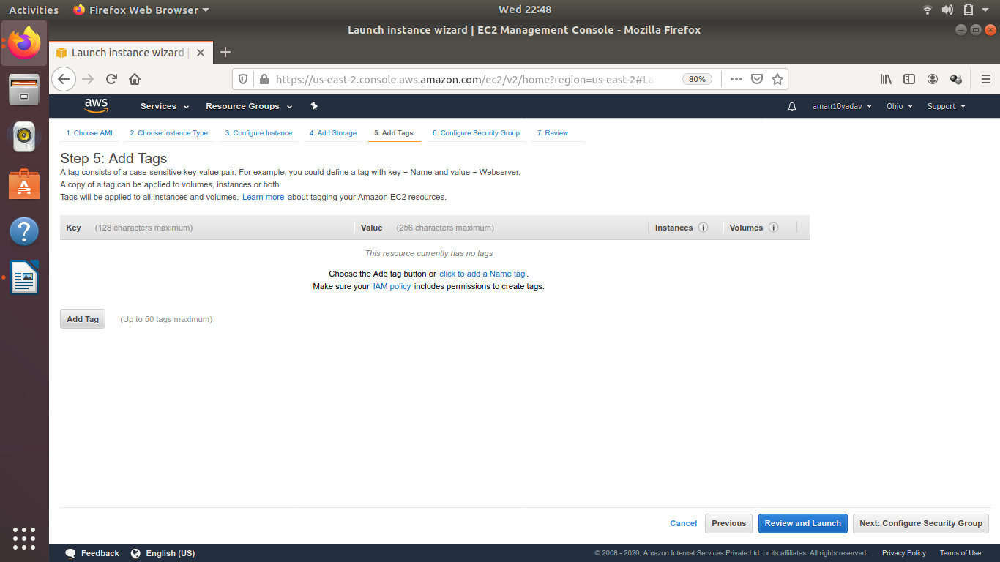 Activities Firefox Web Browser Wed 22:48
Launch instance wizard | EC2 Management Console - Mozilla Firefox
Launch instance wizard |
https://us-east-2.console.aws.amazon.com/ec2/v2/home?region=us-east-2#La 80%
aws Services Resource Groups aman10yadav Ohio Support
1. Choose AMI 2. Choose Instance Type 3. Configure Instance 4. Add Storage 5. Add Tags 6. Configure Security Group 7. Review
Step 5: Add Tags
A tag consists of a case-sensitive key-value pair. For example, you could define a tag with key = Name and value = Webserver.
A copy of a tag can be applied to volumes, instances or both.
Tags will be applied to all instances and volumes. Learn more about tagging your Amazon EC2 resources.
Key (128 characters maximum) Value (256 characters maximum) Instances i Volumes i
This resource currently has no tags
Choose the Add tag button or click to add a Name tag.
Make sure your IAM policy includes permissions to create tags.
Add Tag (Up to 50 tags maximum)
Cancel Previous Review and Launch Next: Configure Security Group
Feedback English (US) © 2008 - 2020, Amazon Internet Services Private Ltd. or its affiliates. All rights reserved. Privacy Policy Terms of Use